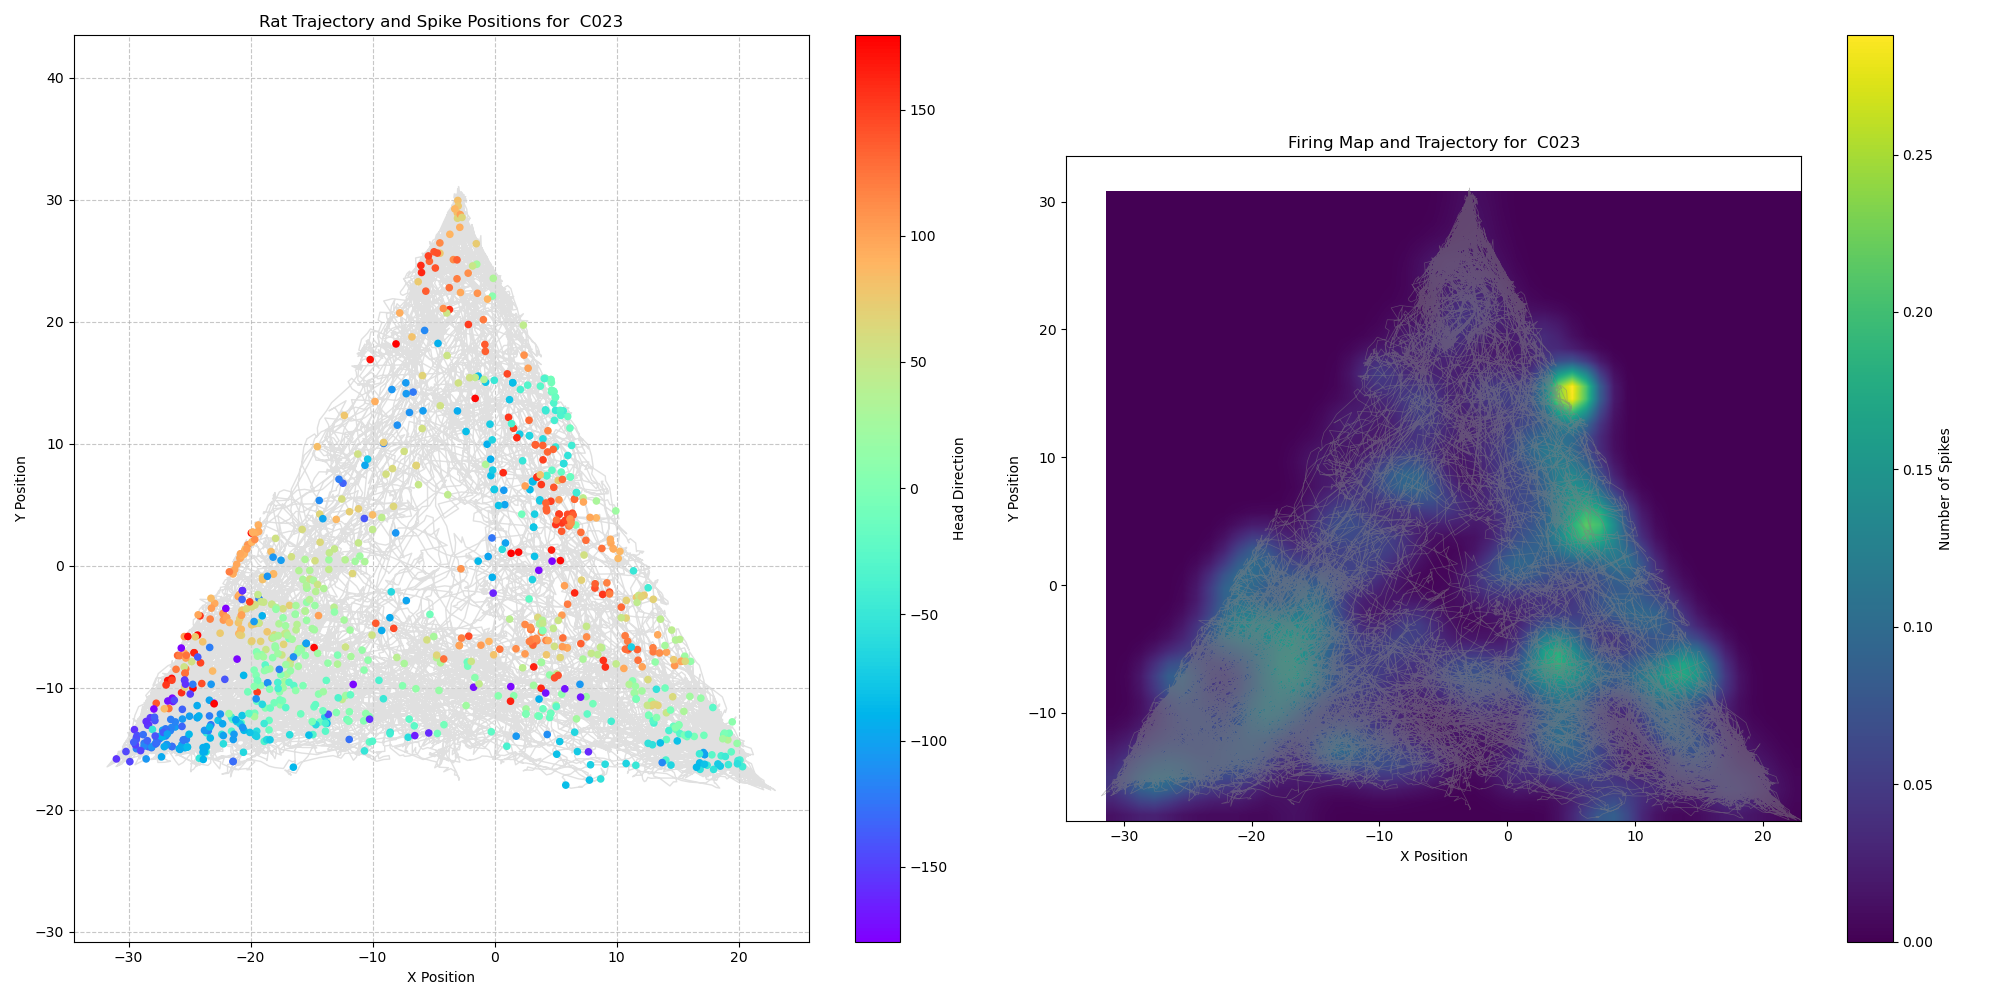 Rat Trajectory and Spike Positions for  C023
40
30
20
10
0
−10
−20
−30
Y Position
−30 −20 −10 0 10 20
X Position
150
100
50
0
−50
−100
−150
Head Direction
Firing Map and Trajectory for  C023
30
20
10
0
−10
Y Position
−30 −20 −10 0 10 20
X Position
0.25
0.20
0.15
0.10
0.05
0.00
Number of Spikes